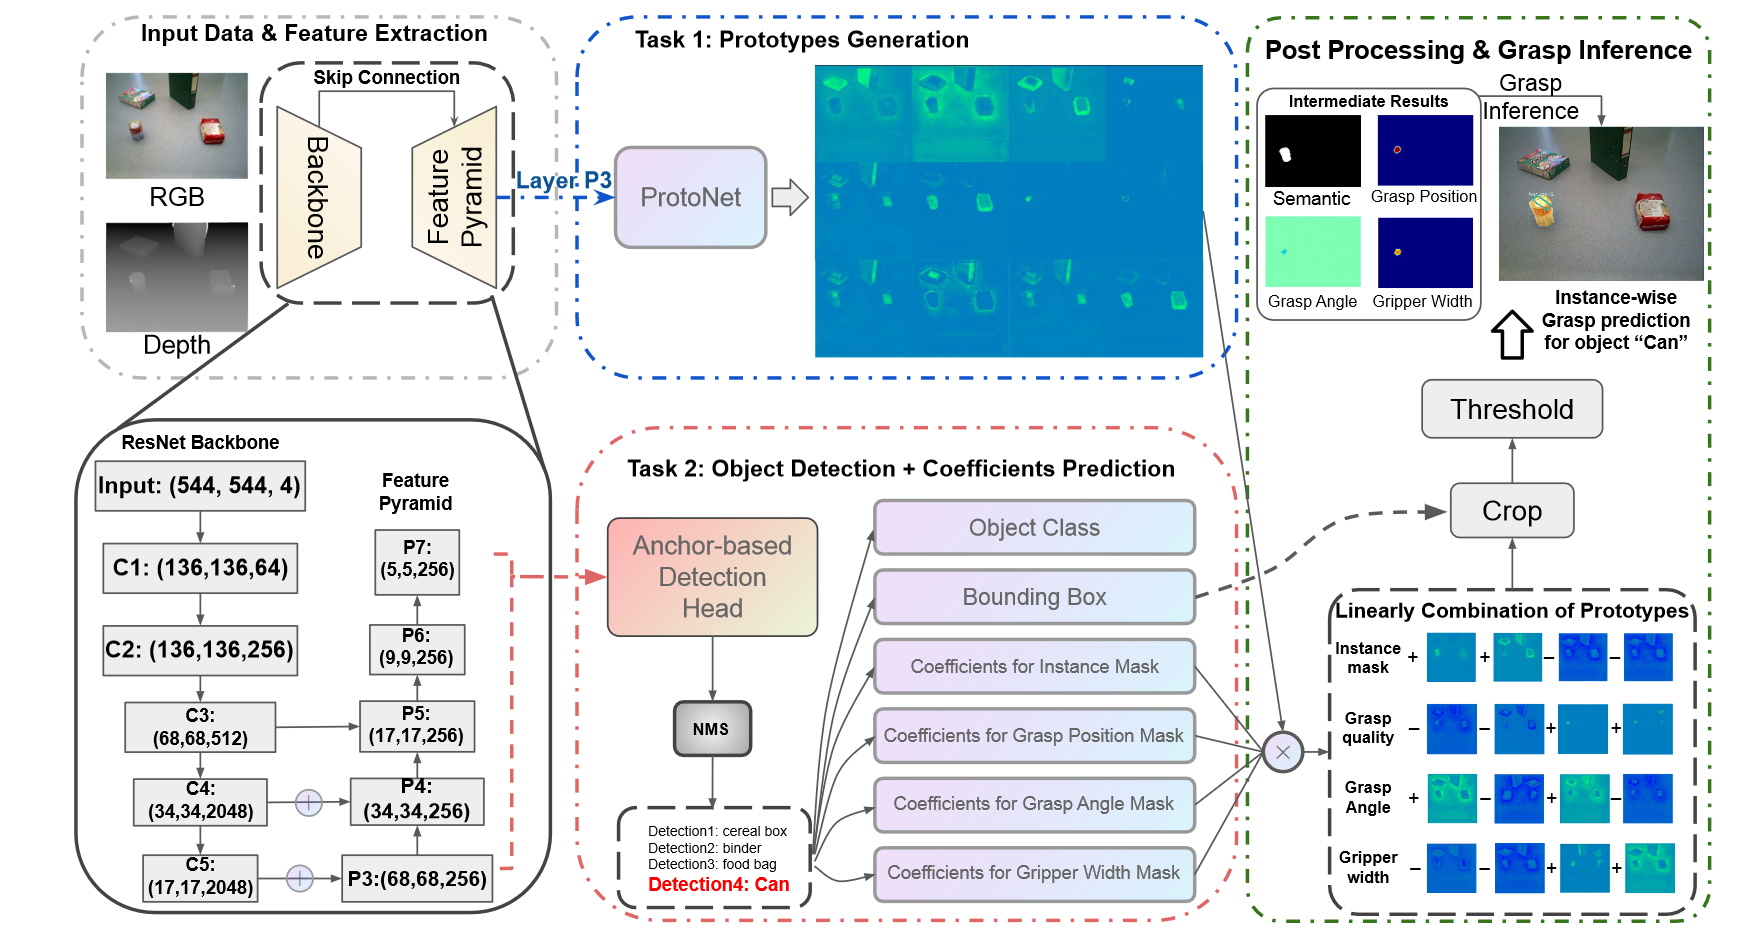 Input Data & Feature Extraction
Skip Connection
Backbone
Feature
Pyramid
RGB
Depth
Layer P3
Task 1: Prototypes Generation
ProtoNet
Post Processing & Grasp Inference
Grasp
Inference
Intermediate Results
Semantic
Grasp Position
Grasp Angle
Gripper Width
Instance-wise
Grasp prediction
for object “Can”
Threshold
Crop
ResNet Backbone
Input: (544, 544, 4)
C1: (136,136,64)
C2: (136,136,256)
C3:
(68,68,512)
C4:
(34,34,2048)
C5:
(17,17,2048)
Feature
Pyramid
P7:
(5,5,256)
P6:
(9,9,256)
P5:
(17,17,256)
P4:
(34,34,256)
P3:(68,68,256)
Task 2: Object Detection + Coefficients Prediction
Anchor-based
Detection
Head
NMS
Detection1: cereal box
Detection2: binder
Detection3: food bag
Detection4: Can
Object Class
Bounding Box
Coefficients for Instance Mask
Coefficients for Grasp Position Mask
Coefficients for Grasp Angle Mask
Coefficients for Gripper Width Mask
Linearly Combination of Prototypes
Instance
mask
+ + − −
Grasp
quality
− − + +
Grasp
Angle
+ − + −
Gripper
width
− − + +